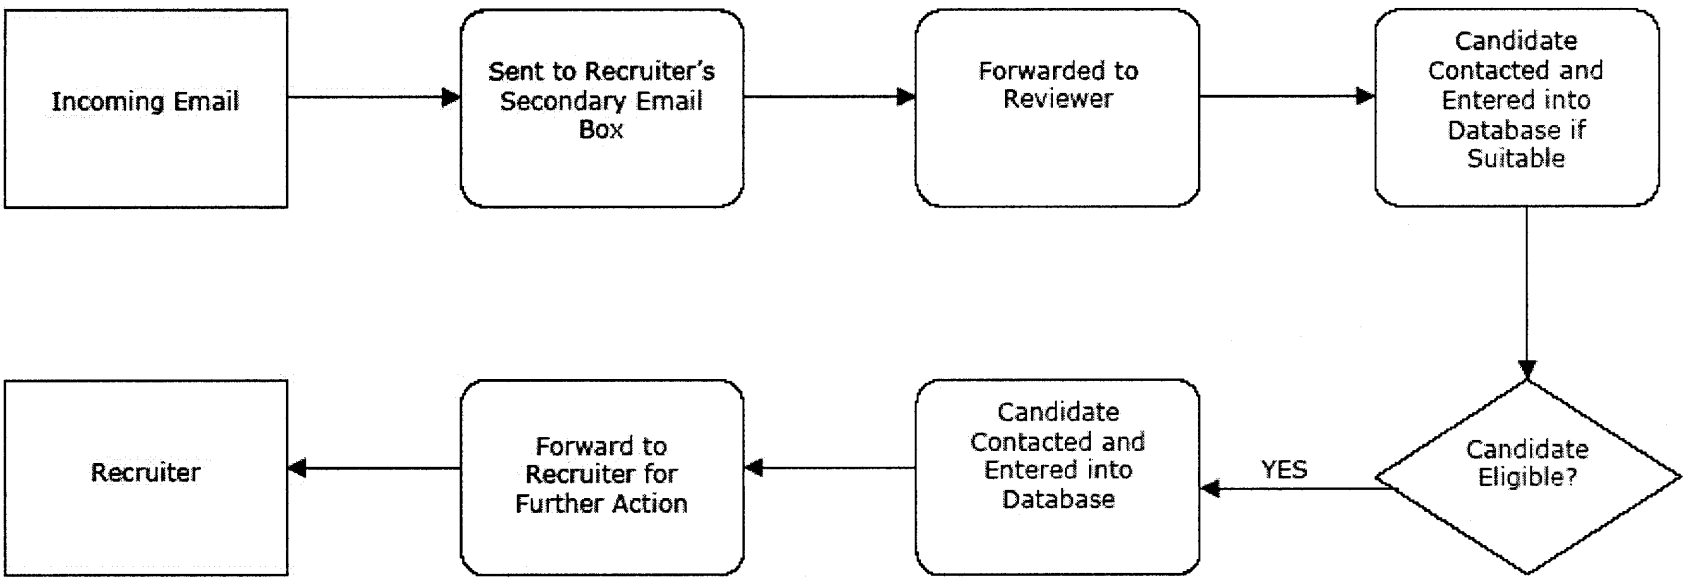 Incoming Email
Sent to Recruiter's
Secondary Email
Box
Forwarded to
Reviewer
Candidate
Contacted and
Entered into
Database if
Suitable
Candidate
Eligible?
YES
Candidate
Contacted and
Entered into
Database
Forward to
Recruiter for
Further Action
Recruiter